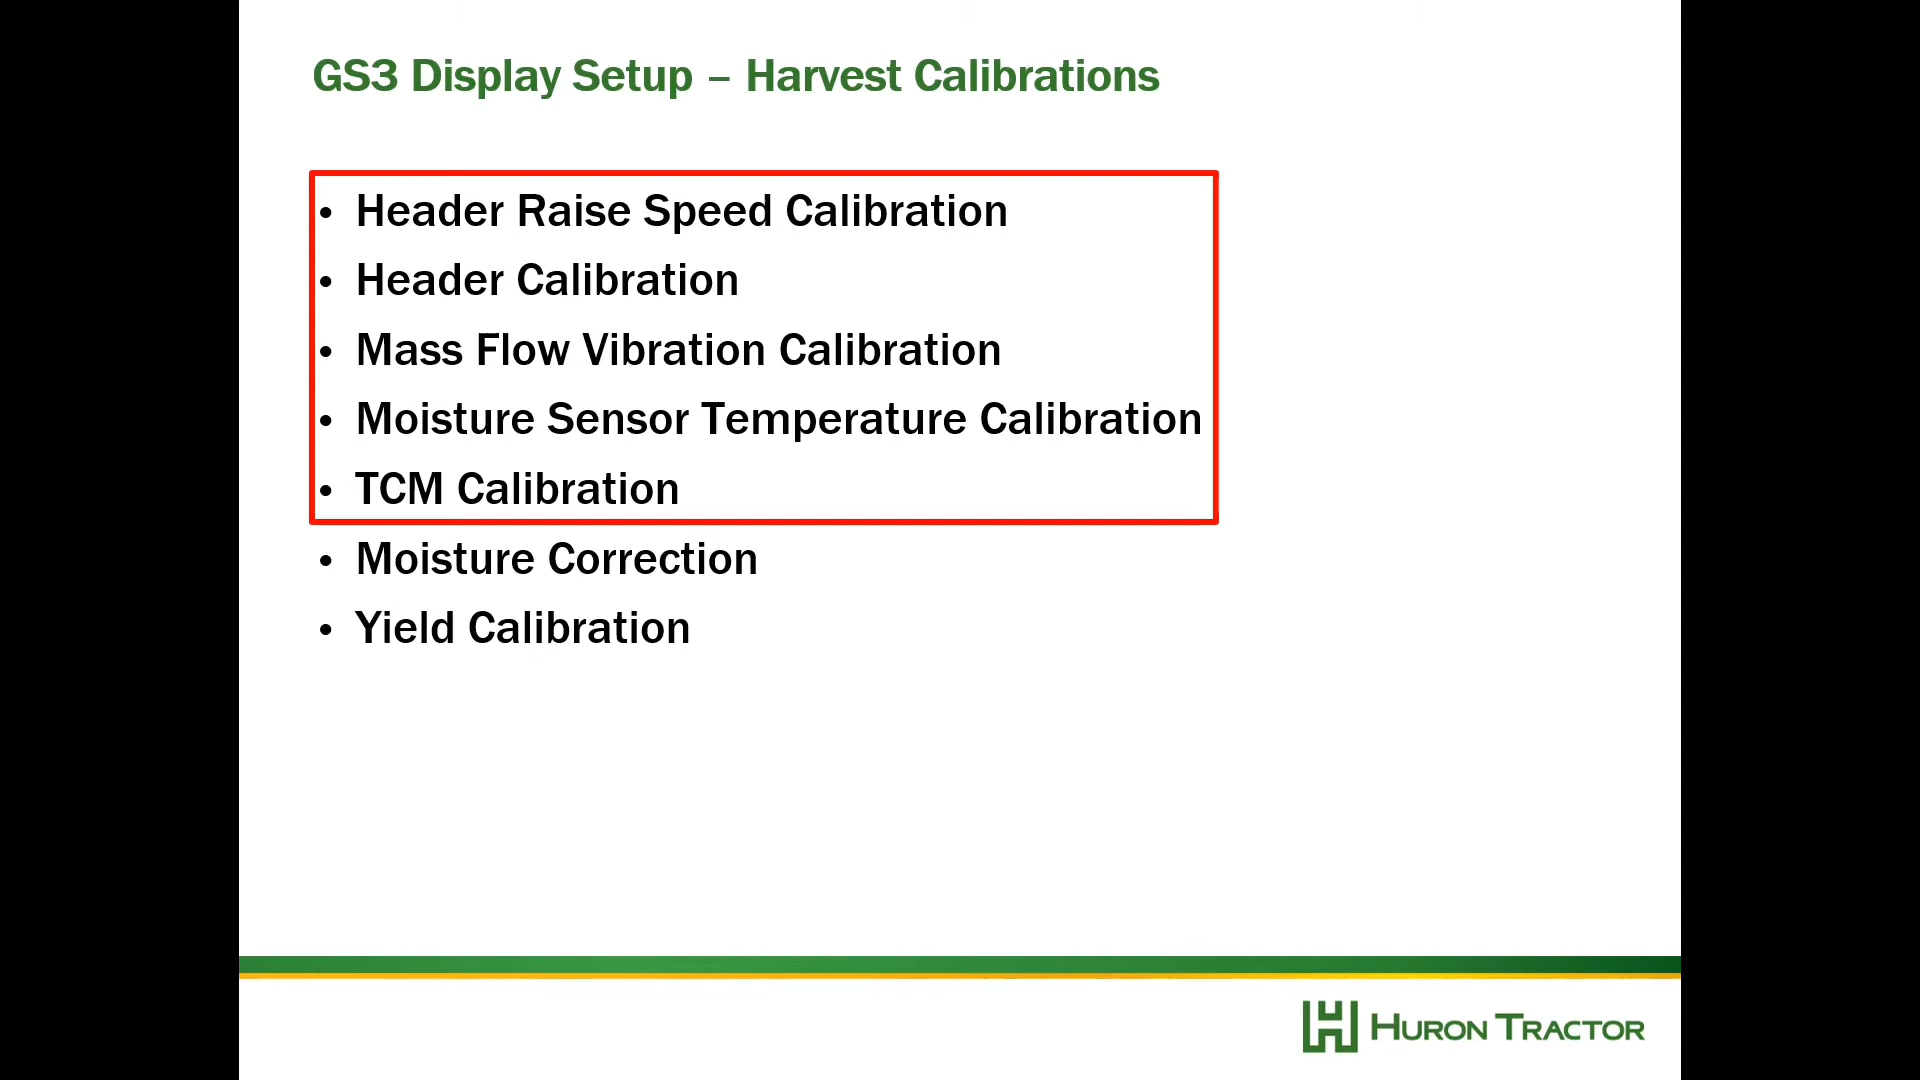 GS3 Display Setup – Harvest Calibrations
• Header Raise Speed Calibration
• Header Calibration
• Mass Flow Vibration Calibration
• Moisture Sensor Temperature Calibration
• TCM Calibration
• Moisture Correction
• Yield Calibration
HURON TRACTOR